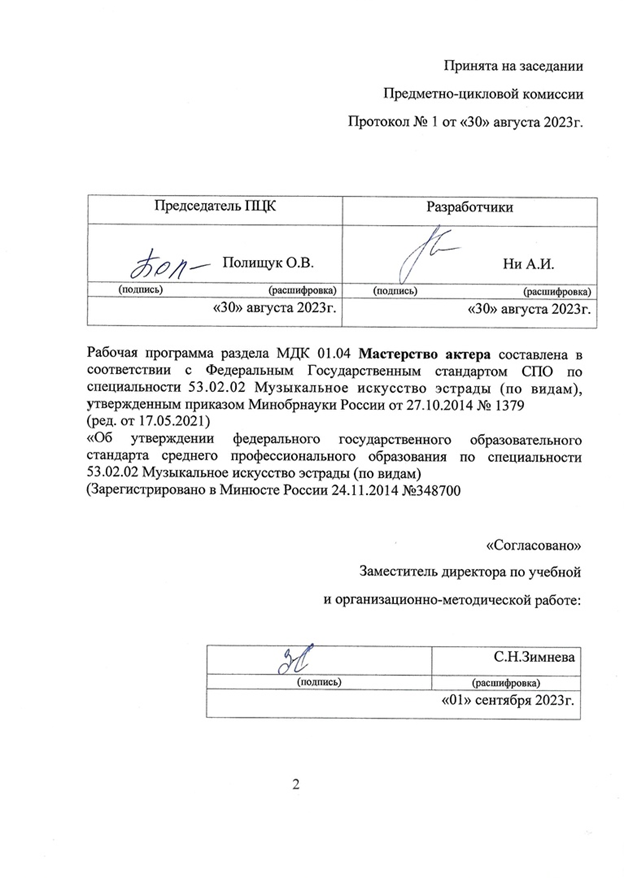 Принята на заседании
Предметно-цикловой комиссии
Протокол № 1 от «30» августа 2023г.
Председатель ПЦК
Разработчики
Полищук О.В.
Ни А.И.
(подпись) (расшифровка)
(подпись) (расшифровка)
«30» августа 2023г.
«30» августа 2023г.
Рабочая программа раздела МДК 01.04 Мастерство актера составлена в
соответствии с Федеральным Государственным стандартом СПО по
специальности 53.02.02 Музыкальное искусство эстрады (по видам),
утвержденным приказом Минобрнауки России от 27.10.2014 № 1379
(ред. от 17.05.2021)
«Об утверждении федерального государственного образовательного
стандарта среднего профессионального образования по специальности
53.02.02 Музыкальное искусство эстрады (по видам)
(Зарегистрировано в Минюсте России 24.11.2014 №348700
«Согласовано»
Заместитель директора по учебной
и организационно-методической работе:
С.Н.Зимнева
(подпись) (расшифровка)
«01» сентября 2023г.
2